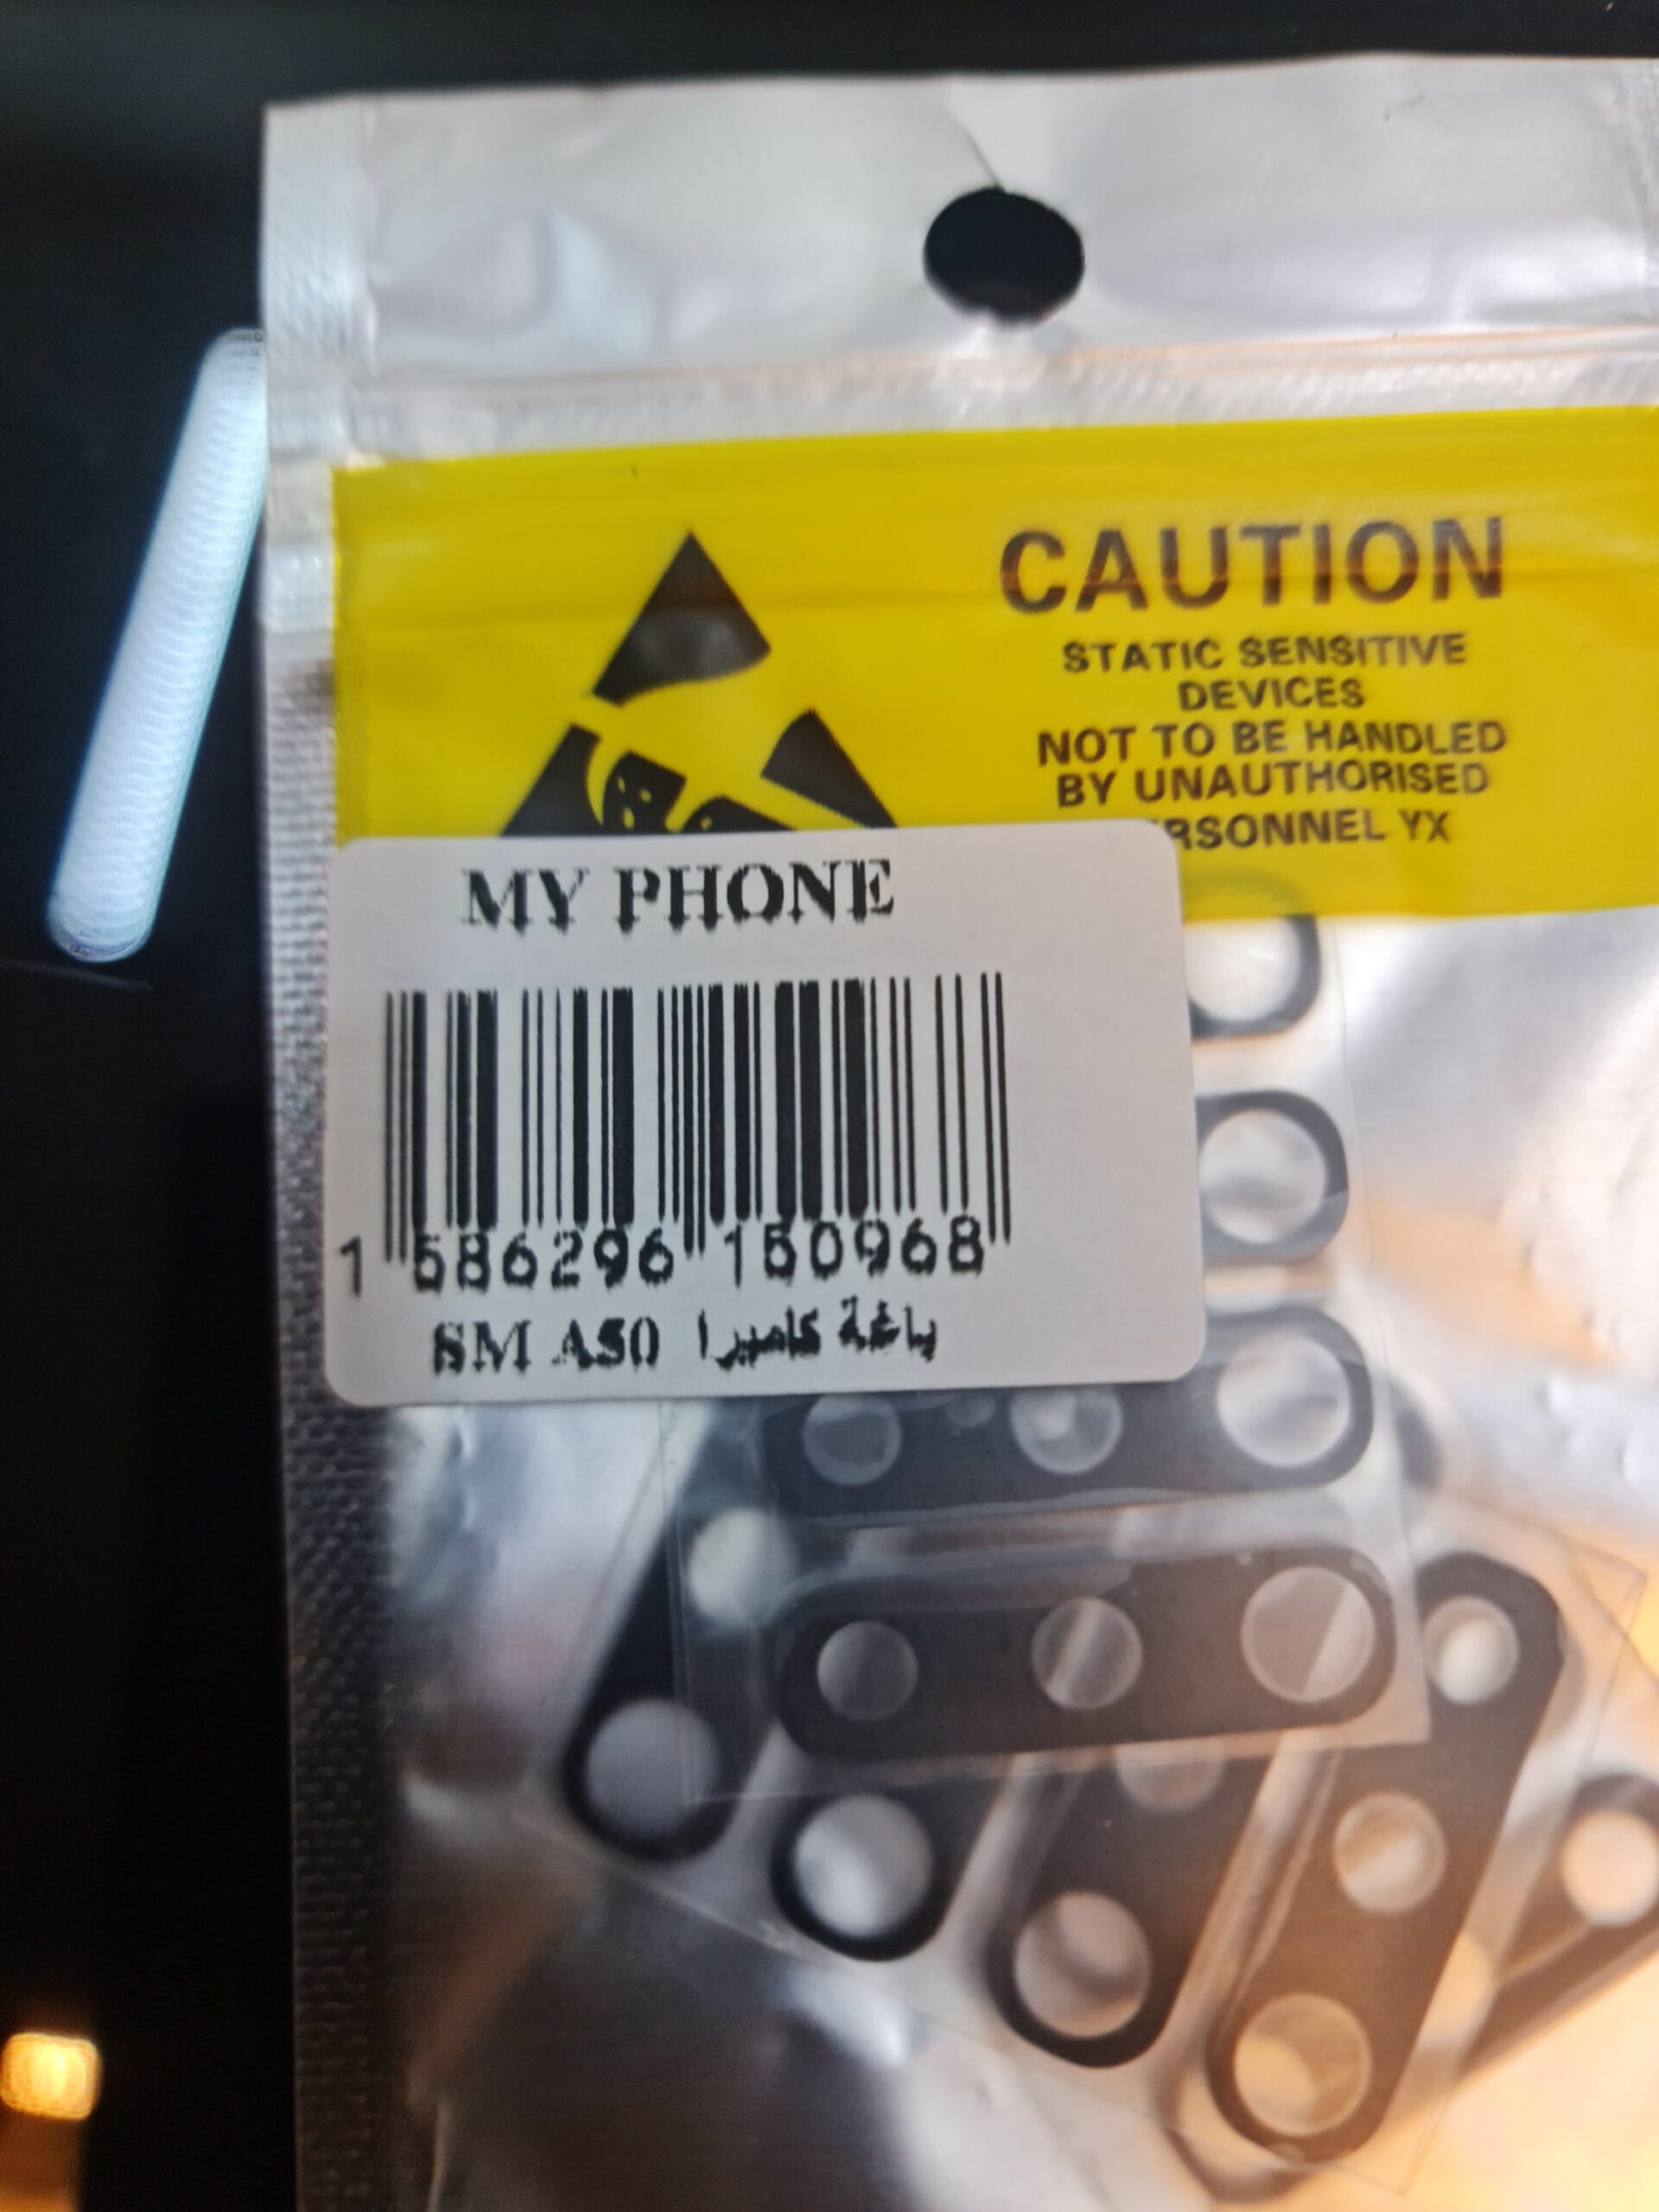 CAUTION
STATIC SENSITIVE
DEVICES
NOT TO BE HANDLED
BY UNAUTHORISED
RSONNEL YX
MY PHONE
1 586296 150968
SM A50 باغة كاميرا